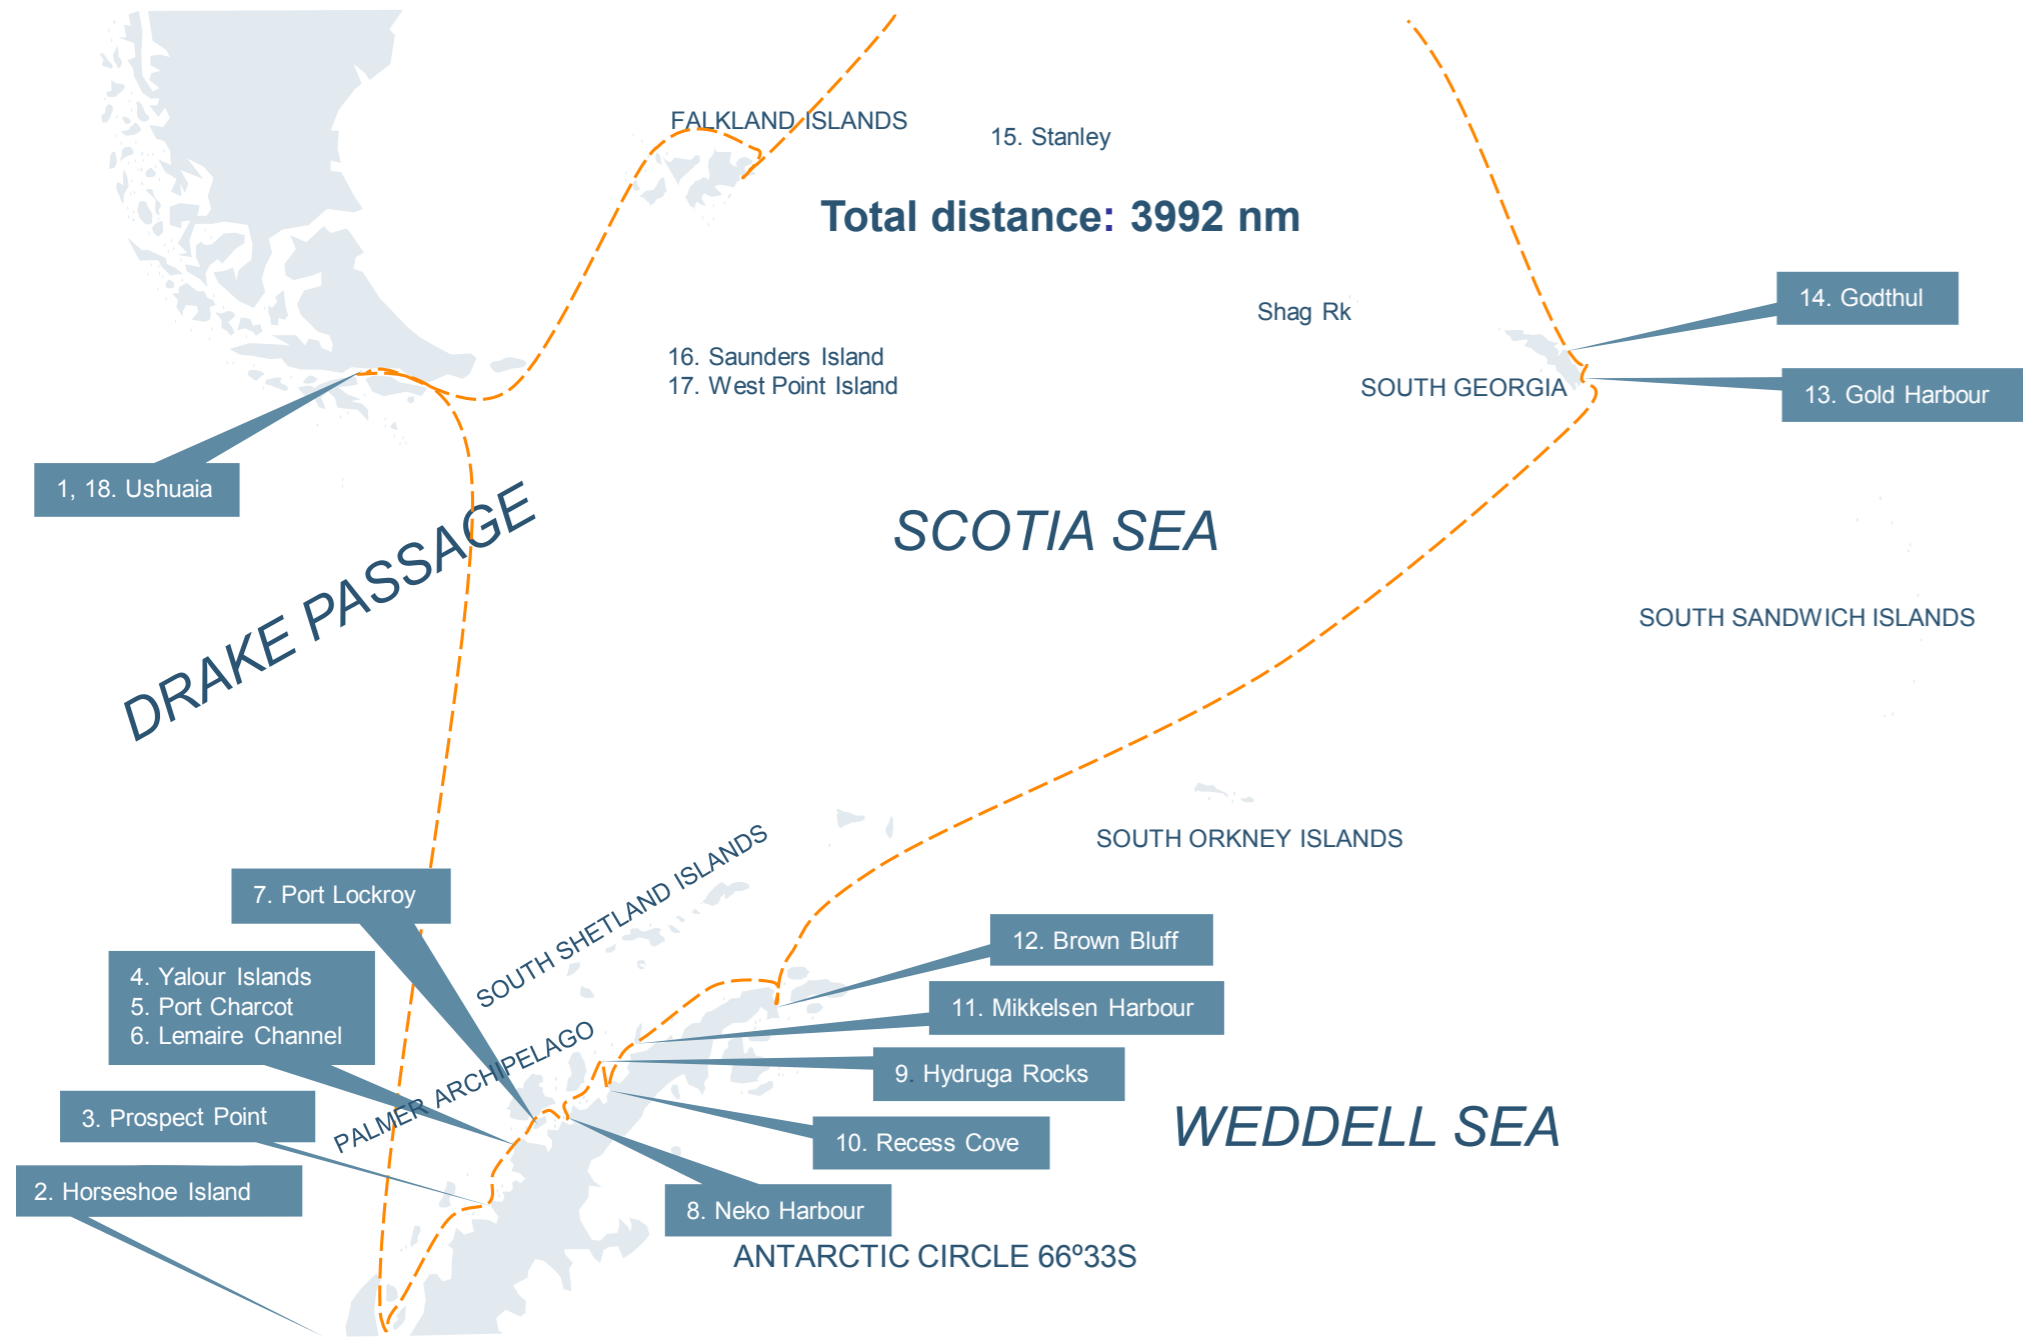 FALKLAND ISLANDS
15. Stanley
Total distance: 3992 nm
14. Godthul
Shag Rk
16. Saunders Island
17. West Point Island
SOUTH GEORGIA
13. Gold Harbour
1, 18. Ushuaia
DRAKE PASSAGE
SCOTIA SEA
SOUTH SANDWICH ISLANDS
SOUTH ORKNEY ISLANDS
SOUTH SHETLAND ISLANDS
7. Port Lockroy
12. Brown Bluff
4. Yalour Islands
5. Port Charcot
6. Lemaire Channel
11. Mikkelsen Harbour
PALMER ARCHIPELAGO
9. Hydruga Rocks
3. Prospect Point
WEDDELL SEA
10. Recess Cove
2. Horseshoe Island
8. Neko Harbour
ANTARCTIC CIRCLE 66º33S